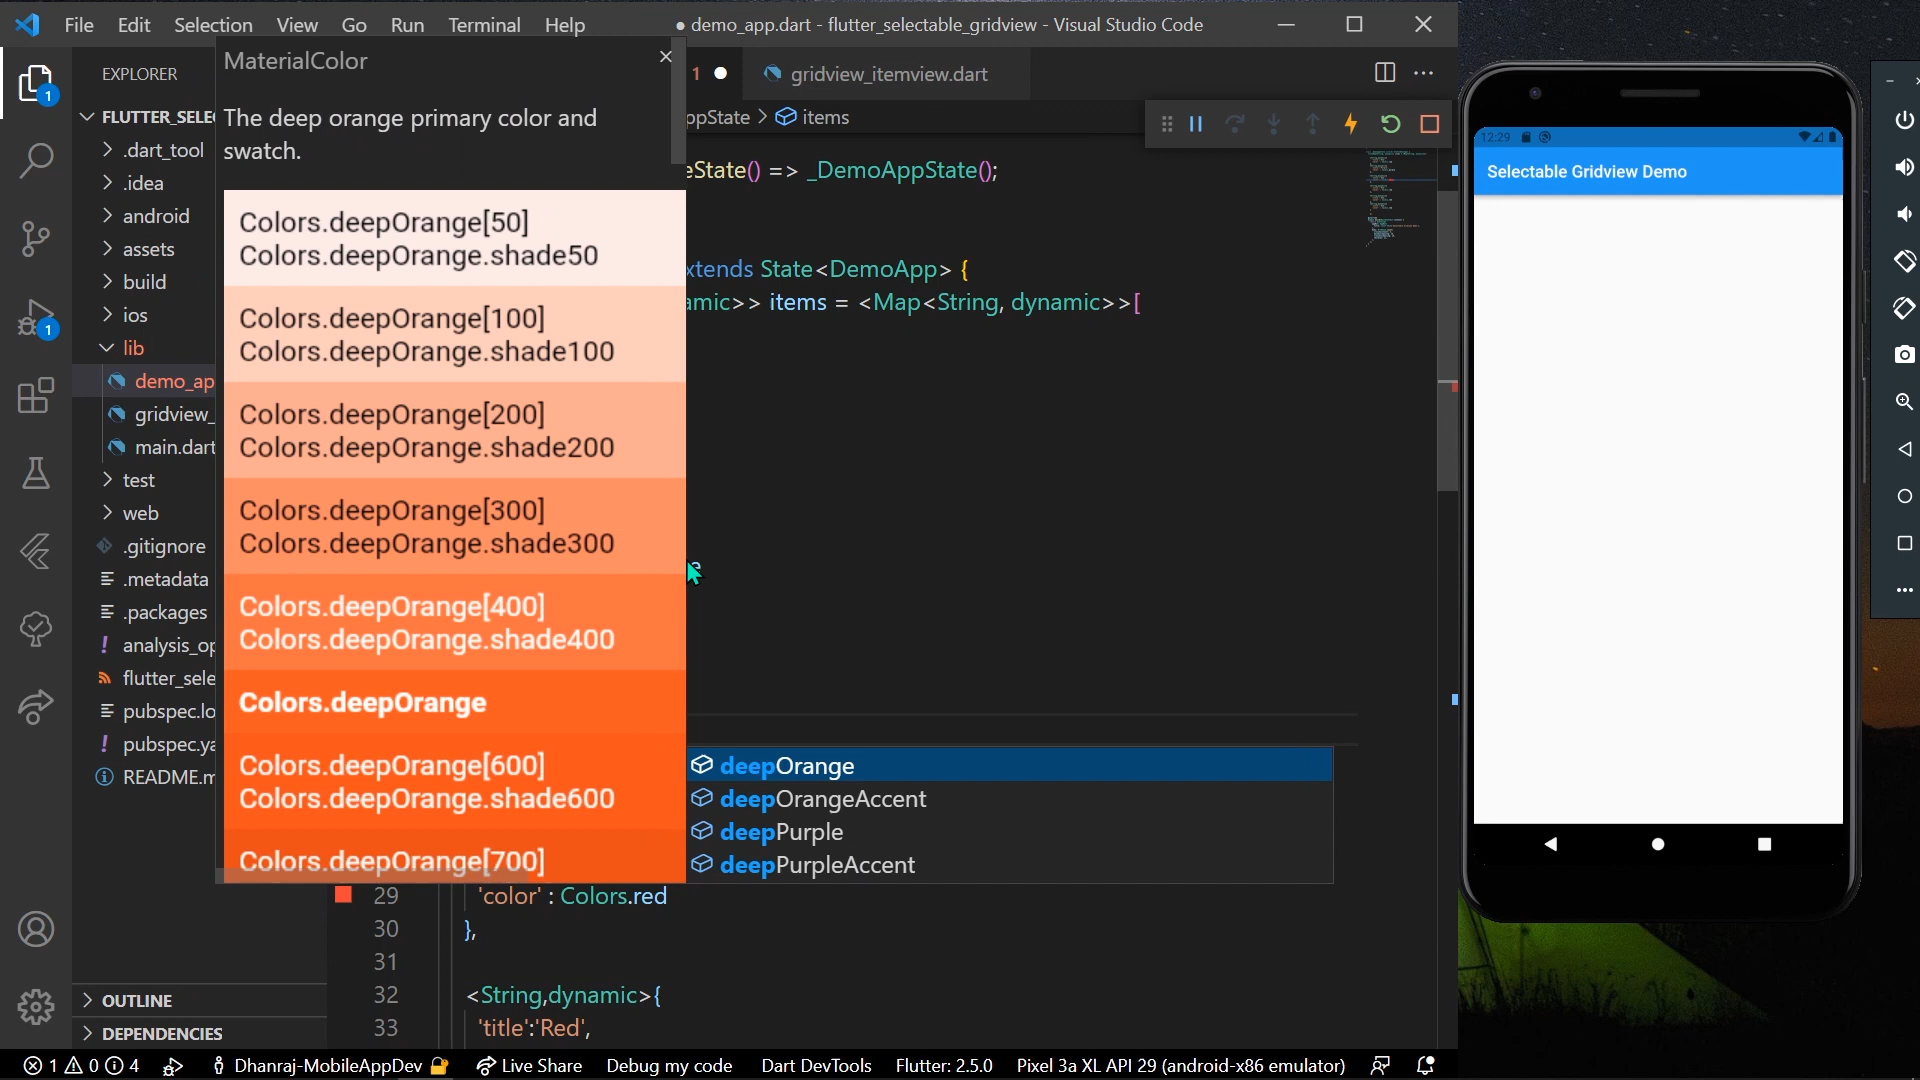 File Edit Selection View Go Run Terminal Help
● demo_app.dart - flutter_selectable_gridview - Visual Studio Code
EXPLORER
1
FLUTTER_SELE
.dart_tool
.idea
android
assets
build
ios
1
lib
demo_ap
gridview_
main.dart
test
web
.gitignore
.metadata
.packages
analysis_op
flutter_sele
pubspec.lo
pubspec.ya
README.m
OUTLINE
DEPENDENCIES
MaterialColor
The deep orange primary color and
swatch.
Colors.deepOrange[50]
Colors.deepOrange.shade50
Colors.deepOrange[100]
Colors.deepOrange.shade100
Colors.deepOrange[200]
Colors.deepOrange.shade200
Colors.deepOrange[300]
Colors.deepOrange.shade300
Colors.deepOrange[400]
Colors.deepOrange.shade400
Colors.deepOrange
Colors.deepOrange[600]
Colors.deepOrange.shade600
Colors.deepOrange[700]
1 ● gridview_itemview.dart
ppState > items
eState() => _DemoAppState();
xtends State<DemoApp> {
amic>> items = <Map<String, dynamic>>[
deepOrange
deepOrangeAccent
deepPurple
deepPurpleAccent
29 'color' : Colors.red
30 },
31
32 <String,dynamic>{
33 'title':'Red',
12:29
Selectable Gridview Demo
1 0 4 Dhanraj-MobileAppDev Live Share Debug my code Dart DevTools Flutter: 2.5.0 Pixel 3a XL API 29 (android-x86 emulator)